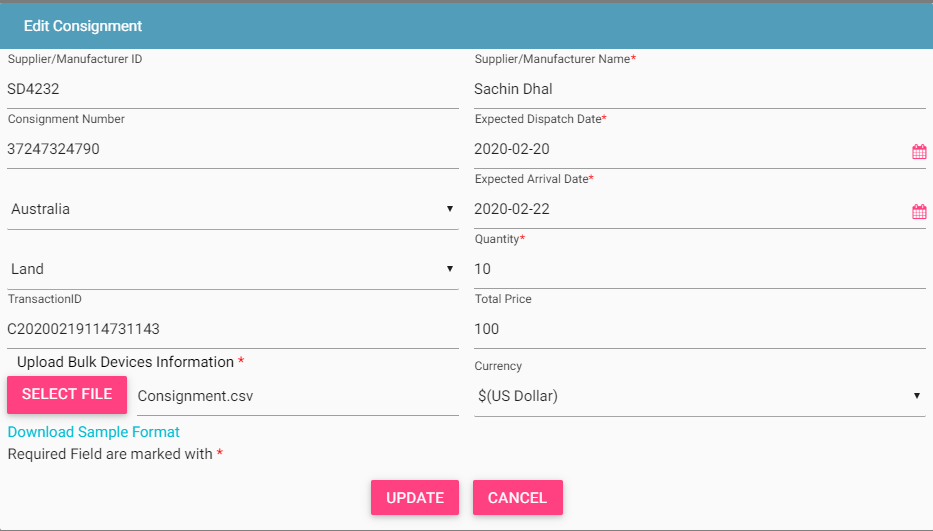 Edit Consignment
Supplier/Manufacturer ID
SD4232
Supplier/Manufacturer Name*
Sachin Dhal
Consignment Number
37247324790
Expected Dispatch Date*
2020-02-20
Australia
Expected Arrival Date*
2020-02-22
Land
Quantity*
10
TransactionID
C20200219114731143
Total Price
100
Upload Bulk Devices Information *
SELECT FILE
Consignment.csv
Currency
$(US Dollar)
Download Sample Format
Required Field are marked with *
UPDATE
CANCEL